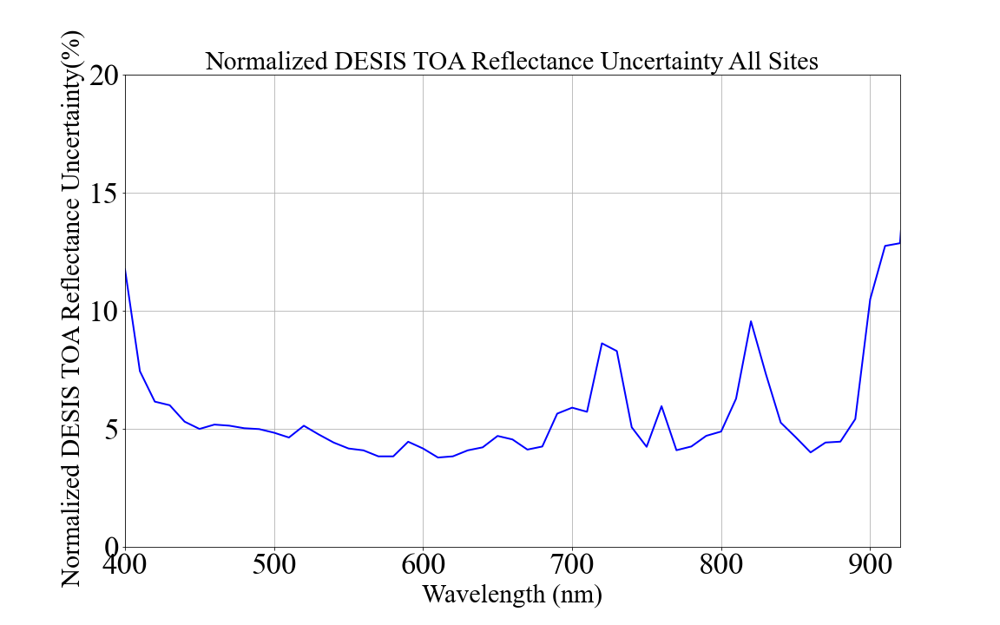 Normalized DESIS TOA Reflectance Uncertainty All Sites
Normalized DESIS TOA Reflectance Uncertainty(%)
20
15
10
5
0
400 500 600 700 800 900
Wavelength (nm)